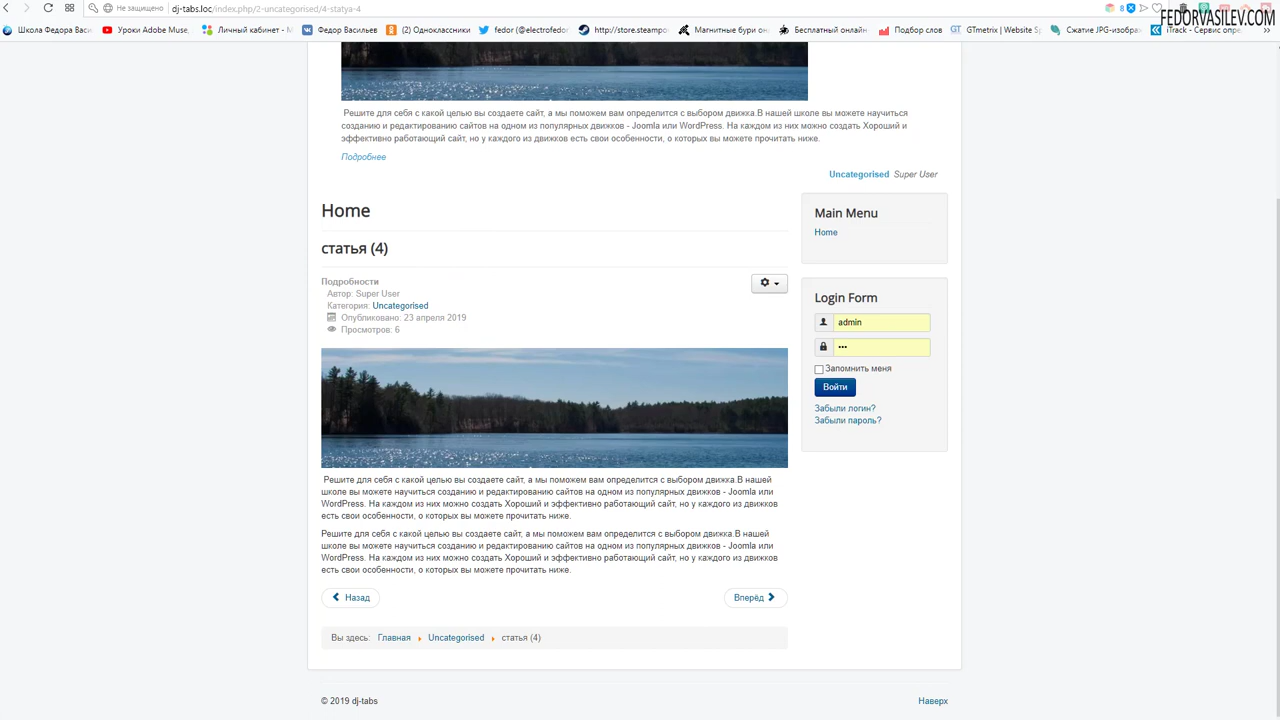 Не защищено dj-tabs.loc/index.php/2-uncategorised/4-statya-4 8
FEDORVASILEV.COM
Школа Федора Васи Уроки Adobe Muse, Личный кабинет - М Федор Васильев (2) Одноклассники fedor (@electrofedor http://store.steampo Магнитные бури он Бесплатный онлайн Подбор слов GTmetrix | Website Sp Сжатие JPG-изображ iTrack - Сервис опре
Решите для себя с какой целью вы создаете сайт, а мы поможем вам определится с выбором движка.В нашей школе вы можете научиться
созданию и редактированию сайтов на одном из популярных движков - Joomla или WordPress. На каждом из них можно создать Хороший и
эффективно работающий сайт, но у каждого из движков есть свои особенности, о которых вы можете прочитать ниже.
Подробнее
Uncategorised Super User
Home
статья (4)
Подробности
Автор: Super User
Категория: Uncategorised
Опубликовано: 23 апреля 2019
Просмотров: 6
Решите для себя с какой целью вы создаете сайт, а мы поможем вам определится с выбором движка.В нашей
школе вы можете научиться созданию и редактированию сайтов на одном из популярных движков - Joomla или
WordPress. На каждом из них можно создать Хороший и эффективно работающий сайт, но у каждого из движков
есть свои особенности, о которых вы можете прочитать ниже.
Решите для себя с какой целью вы создаете сайт, а мы поможем вам определится с выбором движка.В нашей
школе вы можете научиться созданию и редактированию сайтов на одном из популярных движков - Joomla или
WordPress. На каждом из них можно создать Хороший и эффективно работающий сайт, но у каждого из движков
есть свои особенности, о которых вы можете прочитать ниже.
Назад
Вперёд
Вы здесь: Главная Uncategorised статья (4)
Main Menu
Home
Login Form
admin
•••
Запомнить меня
Войти
Забыли логин?
Забыли пароль?
© 2019 dj-tabs
Наверх